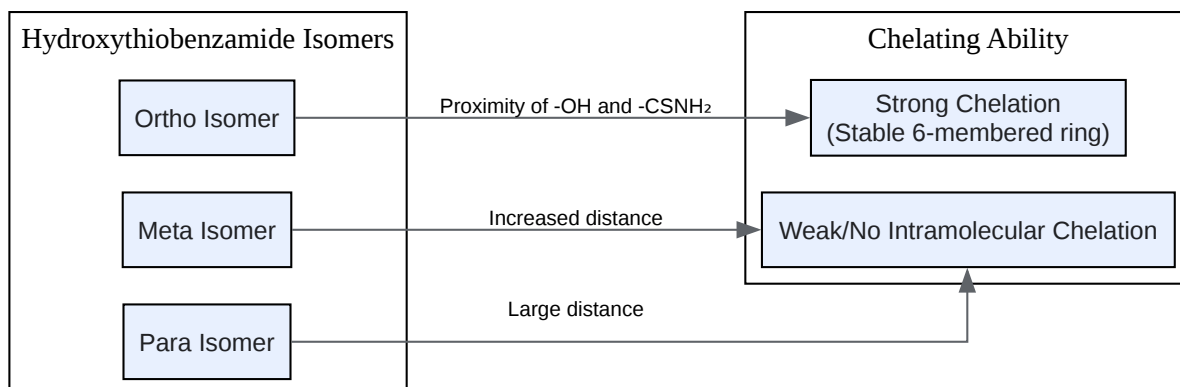 Hydroxythiobenzamide Isomers
Chelating Ability
Ortho Isomer
Proximity of -OH and -CSNH₂
Strong Chelation
(Stable 6-membered ring)
Meta Isomer
Increased distance
Weak/No Intramolecular Chelation
Para Isomer
Large distance